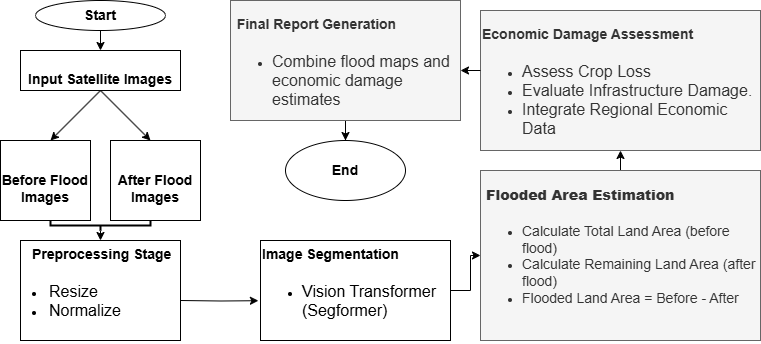 Start
Input Satellite Images
Before Flood
Images
After Flood
Images
Preprocessing Stage
• Resize
• Normalize
Image Segmentation
• Vision Transformer
(Segformer)
Flooded Area Estimation
• Calculate Total Land Area (before
flood)
• Calculate Remaining Land Area (after
flood)
• Flooded Land Area = Before - After
Economic Damage Assessment
• Assess Crop Loss
• Evaluate Infrastructure Damage.
• Integrate Regional Economic
Data
Final Report Generation
• Combine flood maps and
economic damage
estimates
End